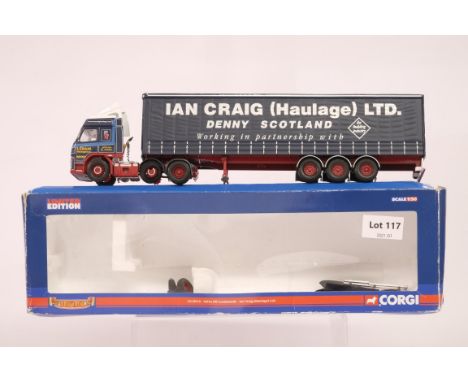 IAN CRAIG (Haulage) LTD.
DENNY SCOTLAND
Working in partnership with
LIMITED
EDITION
SCALE 1:50
Lot 117
CORGI